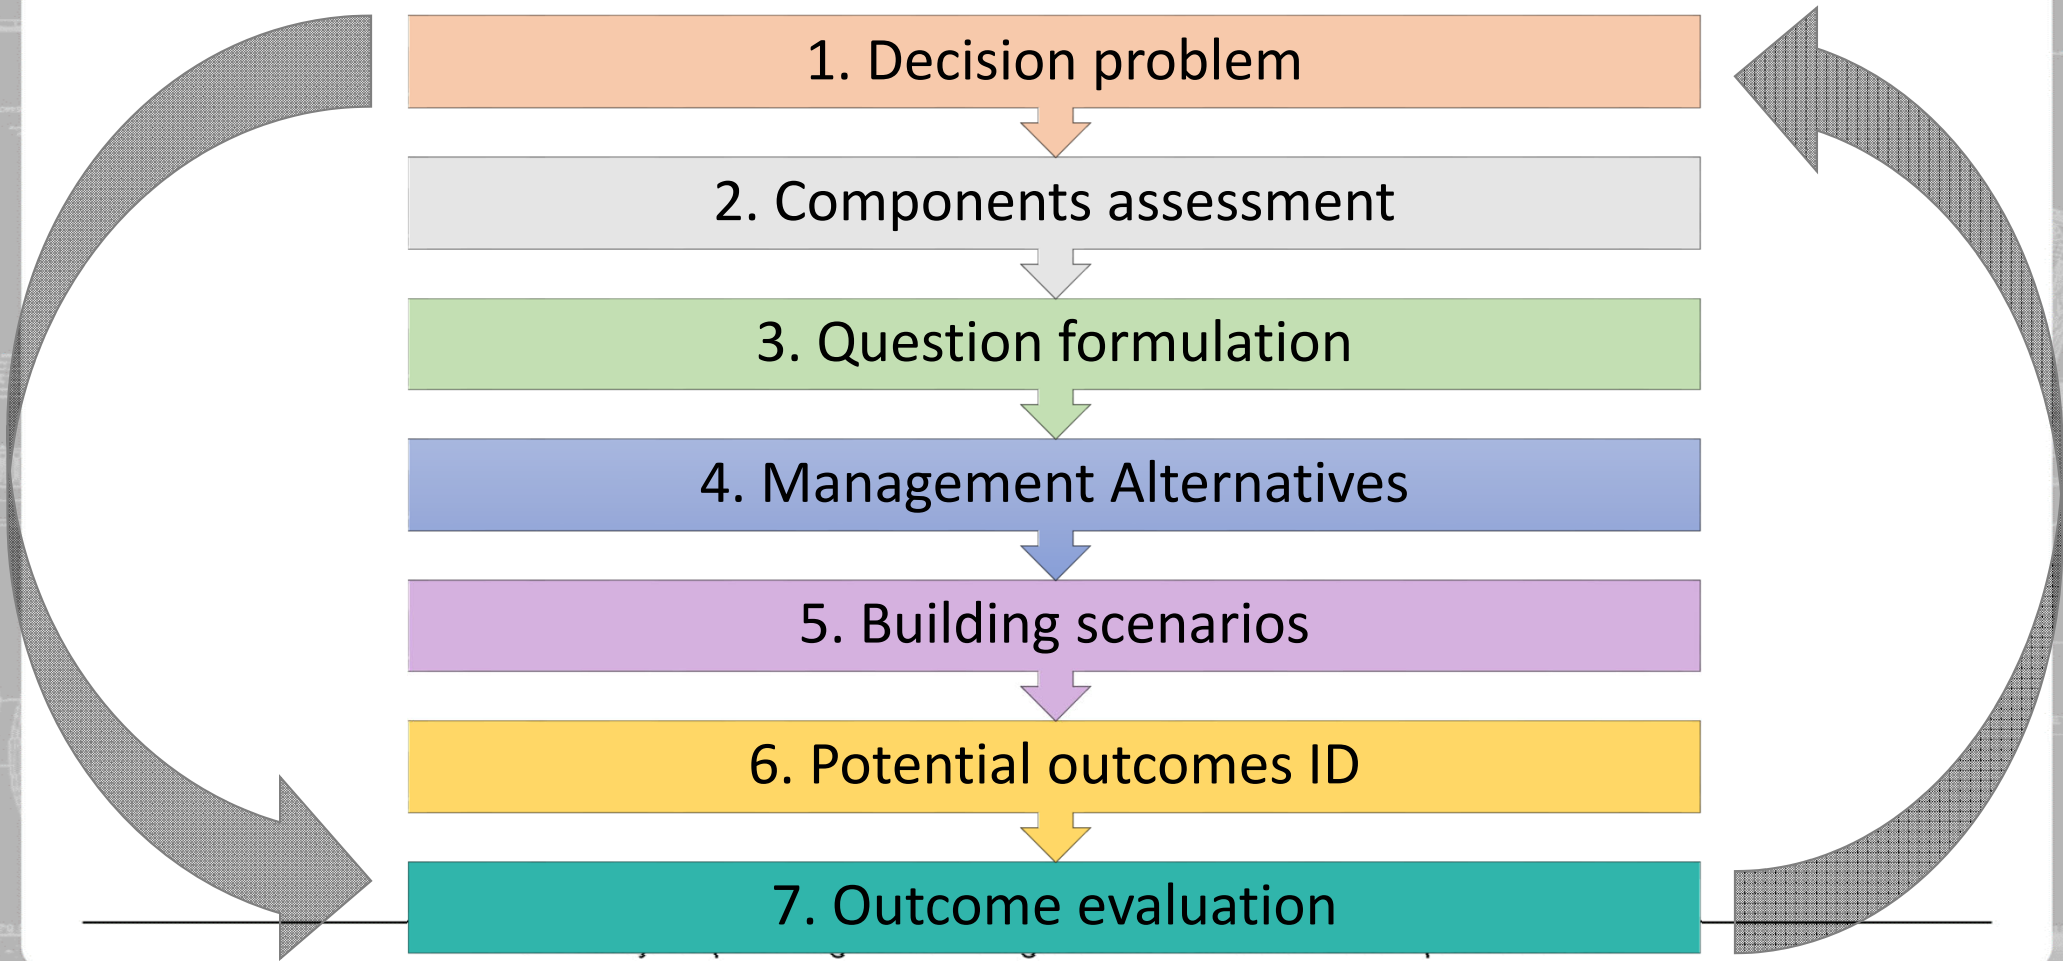 1. Decision problem
2. Components assessment
3. Question formulation
4. Management Alternatives
5. Building scenarios
6. Potential outcomes ID
7. Outcome evaluation